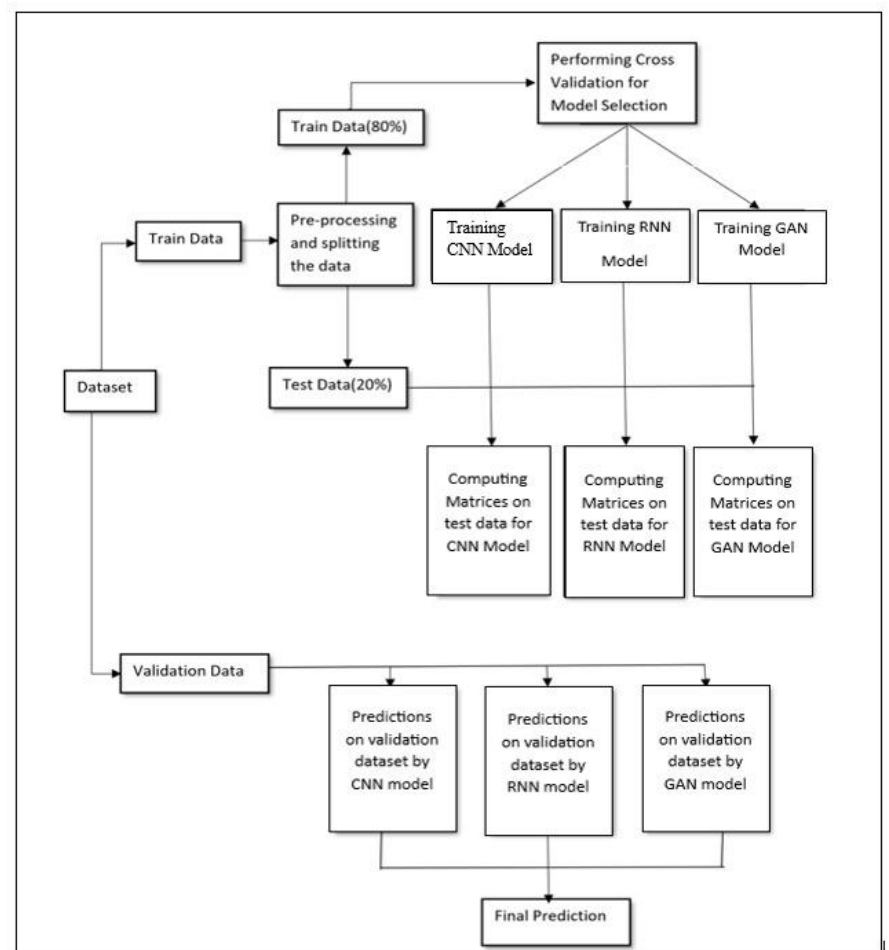 Performing Cross
Validation for
Model Selection
Train Data(80%)
Pre-processing
and splitting
the data
Train Data
Training
CNN Model
Training RNN
Model
Training GAN
Model
Dataset
Test Data(20%)
Computing
Matrices on
test data for
CNN Model
Computing
Matrices on
test data for
RNN Model
Computing
Matrices on
test data for
GAN Model
Validation Data
Predictions
on validation
dataset by
CNN model
Predictions
on validation
dataset by
RNN model
Predictions
on validation
dataset by
GAN model
Final Prediction